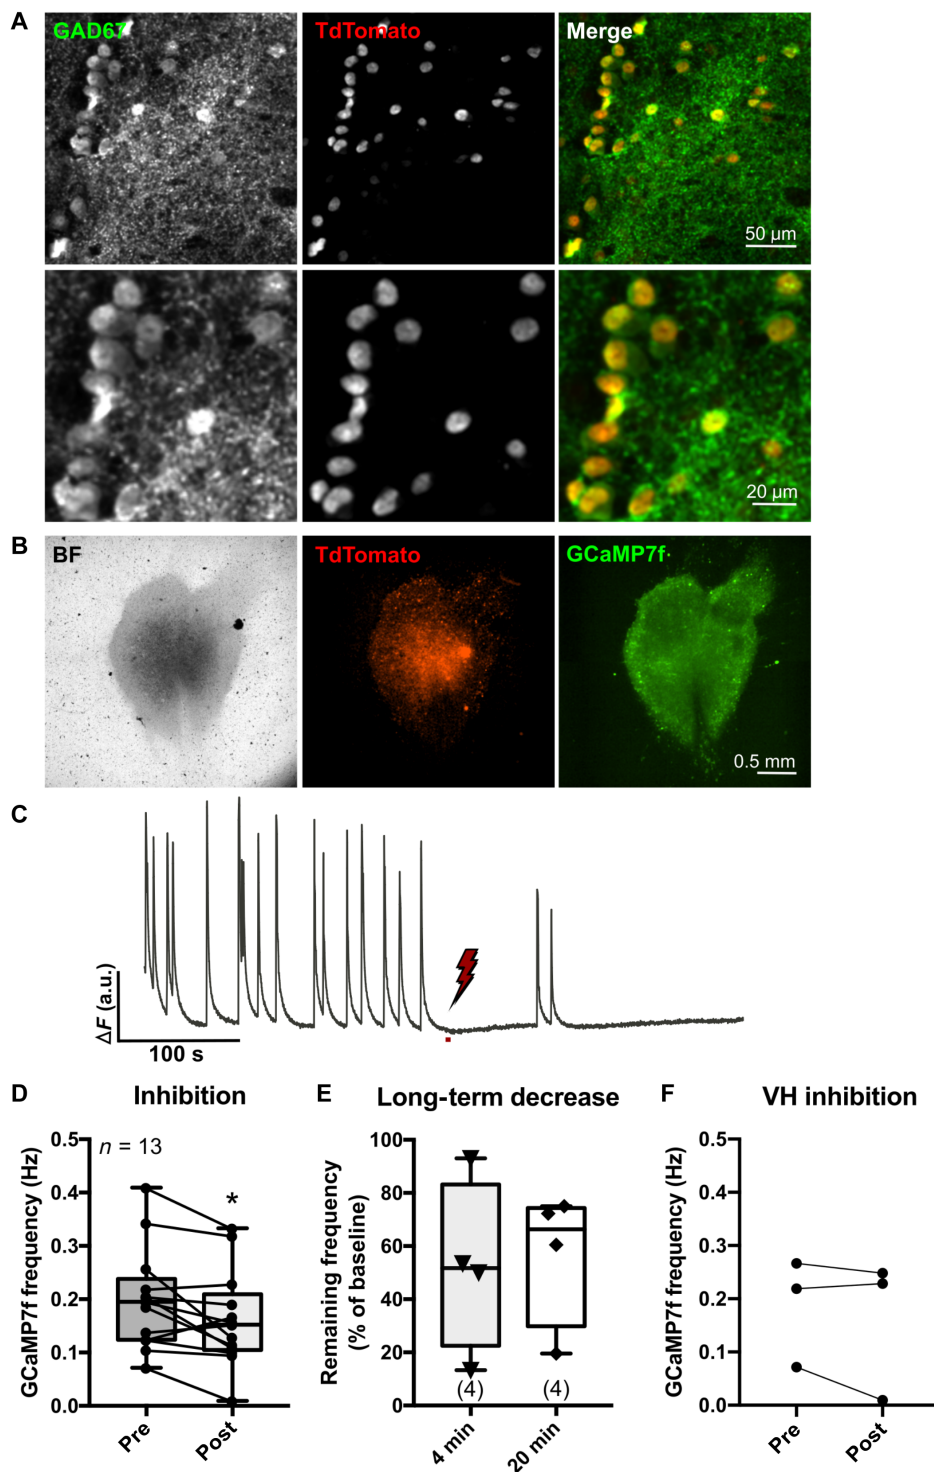 A
GAD67
TdTomato
Merge
50 µm
20 µm
B
BF
TdTomato
GCaMP7f
0.5 mm
C
ΔF (a.u.)
100 s
D
Inhibition
GCaMP7f frequency (Hz)
0.5
0.4
0.3
0.2
0.1
0.0
n = 13
*
Pre
Post
E
Long-term decrease
Remaining frequency
(% of baseline)
100
80
60
40
20
0
(4)
(4)
4 min
20 min
F
VH inhibition
GCaMP7f frequency (Hz)
0.5
0.4
0.3
0.2
0.1
0.0
Pre
Post